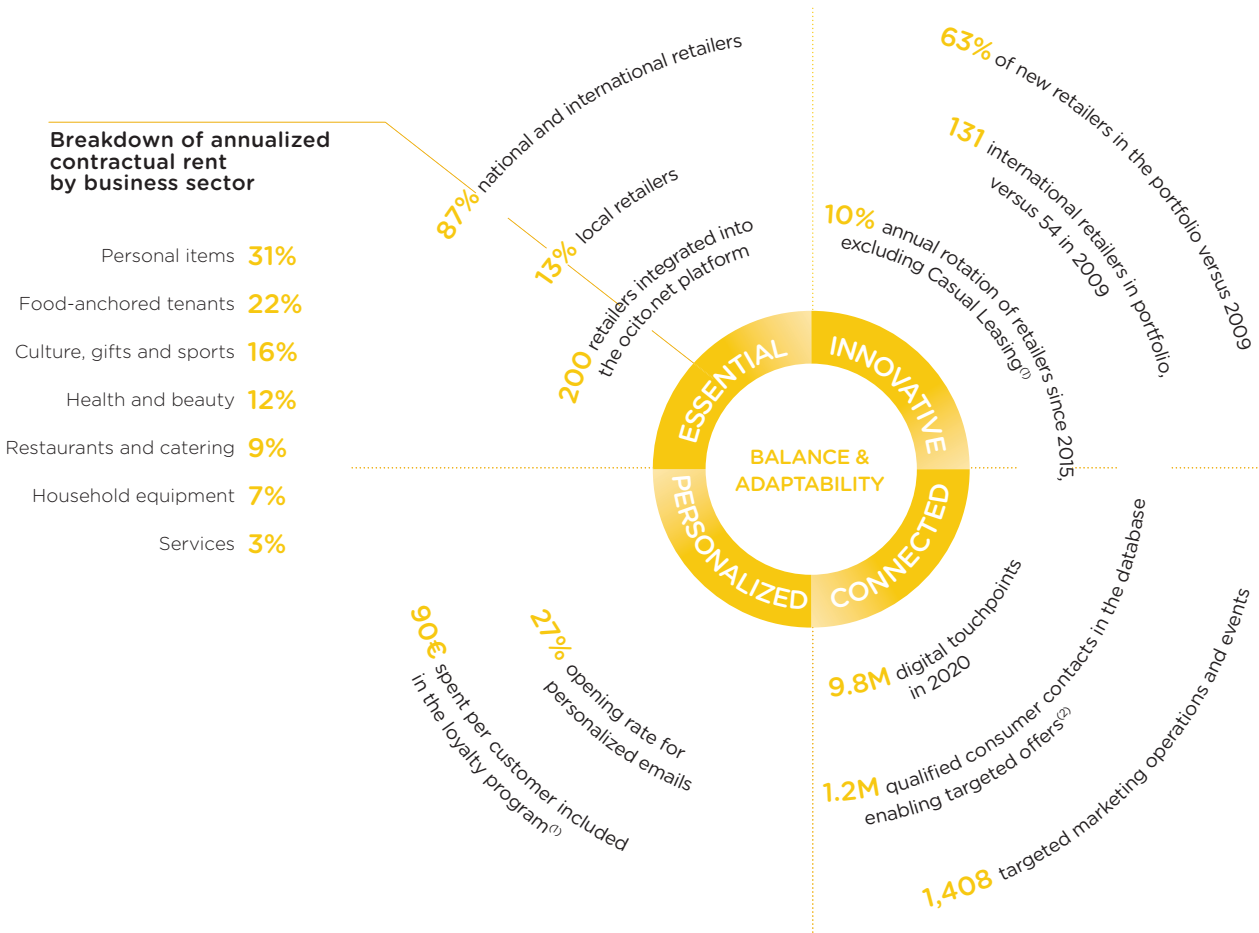 Breakdown of annualized
contractual rent
by business sector
Personal items 31%
Food-anchored tenants 22%
Culture, gifts and sports 16%
Health and beauty 12%
Restaurants and catering 9%
Household equipment 7%
Services 3%
87% national and international retailers
13% local retailers
200 retailers integrated into
the ocito.net platform
63% of new retailers in the portfolio versus 2009
131 international retailers in portfolio,
versus 54 in 2009
10% annual rotation of retailers since 2015,
excluding Casual Leasing(1)
ESSENTIAL
INNOVATIVE
PERSONALIZED
CONNECTED
BALANCE &
ADAPTABILITY
90€ spent per customer included
in the loyalty program(1)
27% opening rate for
personalized emails
9.8M digital touchpoints
in 2020
1.2M qualified consumer contacts in the database
enabling targeted offers(2)
1,408 targeted marketing operations and events